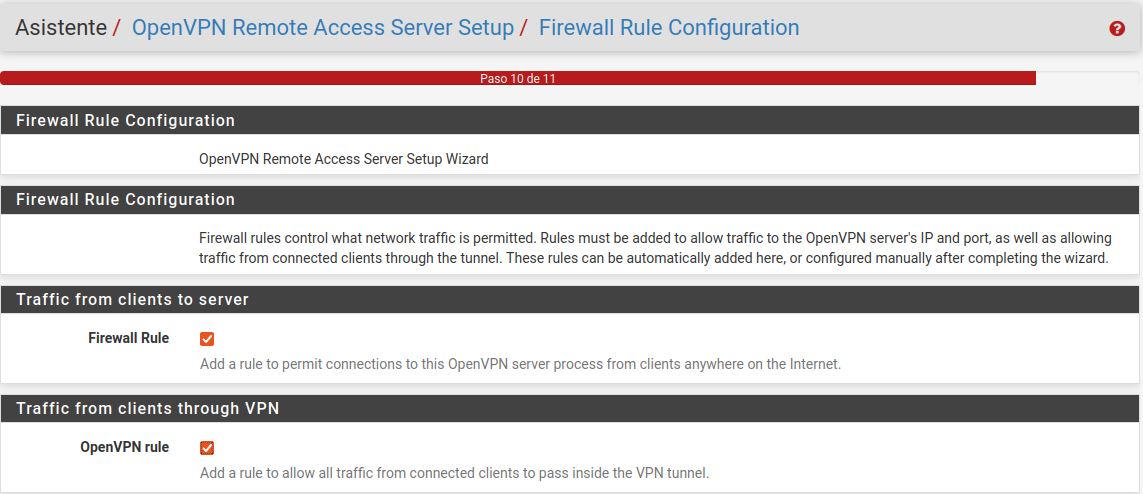 Asistente / OpenVPN Remote Access Server Setup / Firewall Rule Configuration
Paso 10 de 11
Firewall Rule Configuration
OpenVPN Remote Access Server Setup Wizard
Firewall Rule Configuration
Firewall rules control what network traffic is permitted. Rules must be added to allow traffic to the OpenVPN server's IP and port, as well as allowing
traffic from connected clients through the tunnel. These rules can be automatically added here, or configured manually after completing the wizard.
Traffic from clients to server
Firewall Rule
Add a rule to permit connections to this OpenVPN server process from clients anywhere on the Internet.
Traffic from clients through VPN
OpenVPN rule
Add a rule to allow all traffic from connected clients to pass inside the VPN tunnel.